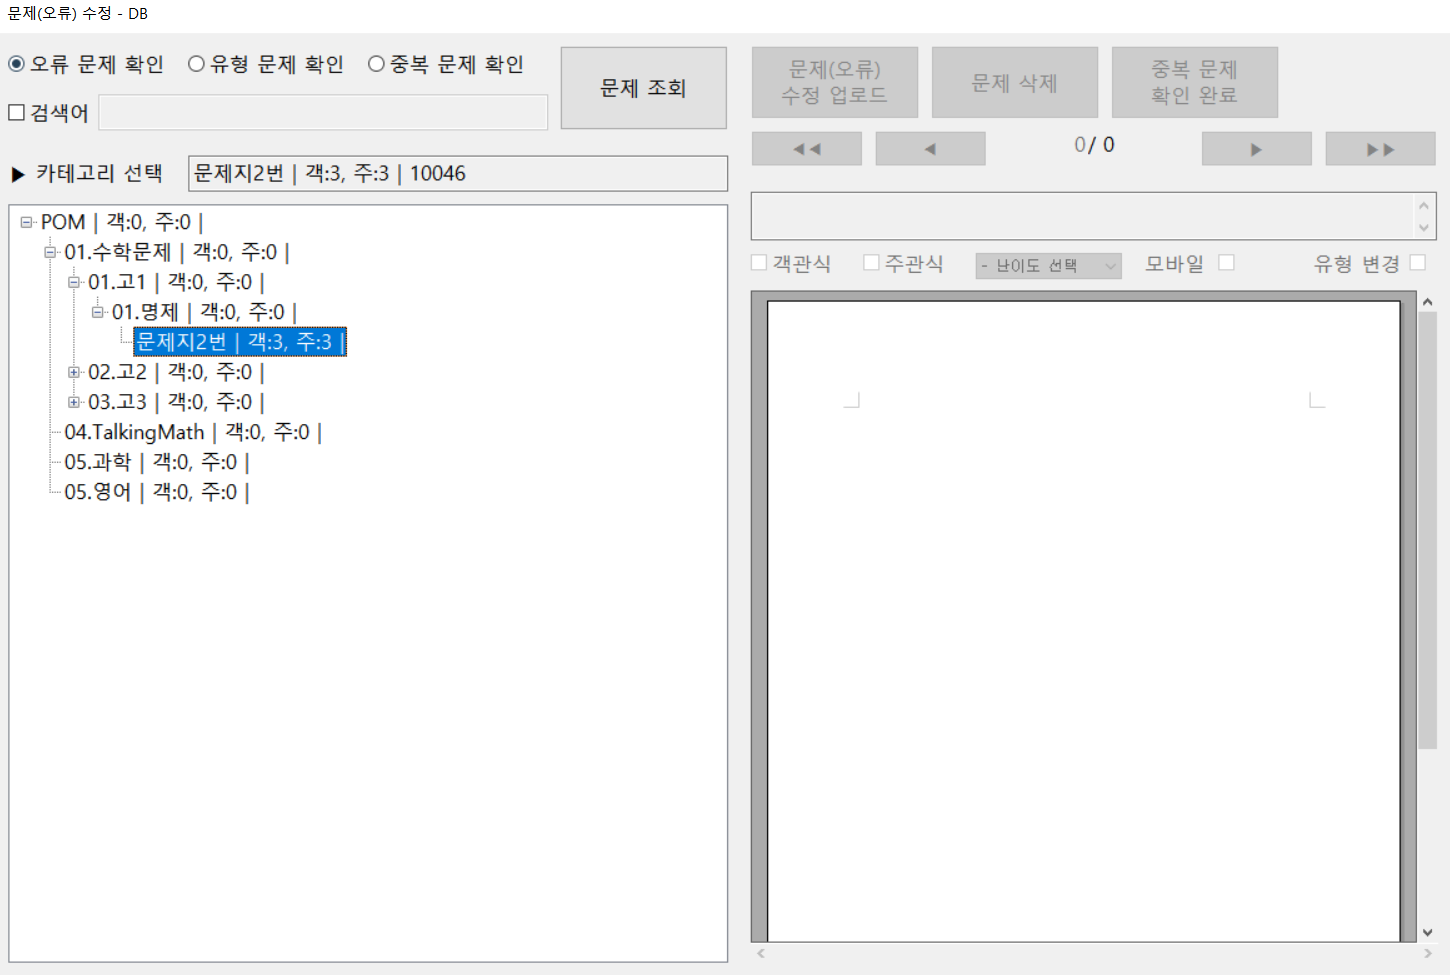 문제(오류) 수정 - DB
오류 문제 확인 유형 문제 확인 중복 문제 확인
문제 조회
검색어
▶ 카테고리 선택 문제지2번 | 객:3, 주:3 | 10046
POM | 객:0, 주:0 |
01.수학문제 | 객:0, 주:0 |
01.고1 | 객:0, 주:0 |
01.명제 | 객:0, 주:0 |
문제지2번 | 객:3, 주:3 |
02.고2 | 객:0, 주:0 |
03.고3 | 객:0, 주:0 |
04.TalkingMath | 객:0, 주:0 |
05.과학 | 객:0, 주:0 |
05.영어 | 객:0, 주:0 |
문제(오류)
수정 업로드
문제 삭제
중복 문제
확인 완료
◀◀ ◀ 0/ 0 ▶ ▶▶
객관식 주관식 - 난이도 선택 모바일 유형 변경